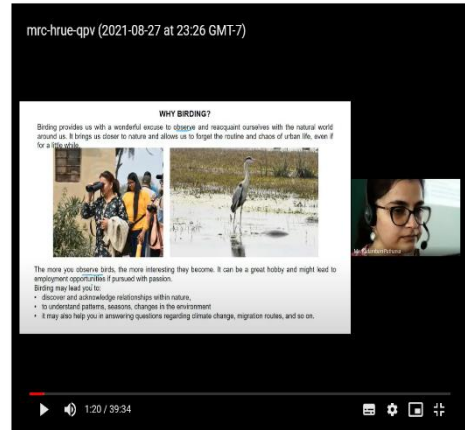 mrc-hrue-qpv (2021-08-27 at 23:26 GMT-7)
WHY BIRDING?
Birding provides us with a wonderful excuse to observe and reacquaint ourselves with the natural world
around us. It brings us closer to nature and allows us to forget the routine and chaos of urban life, even if
for a little while.
The more you observe birds, the more interesting they become. It can be a great hobby and might lead to
employment opportunities if pursued with passion.
Birding may lead you to:
• discover and acknowledge relationships within nature,
• to understand patterns, seasons, changes in the environment
• it may also help you in answering questions regarding climate change, migration routes, and so on.
1:20 / 39:34